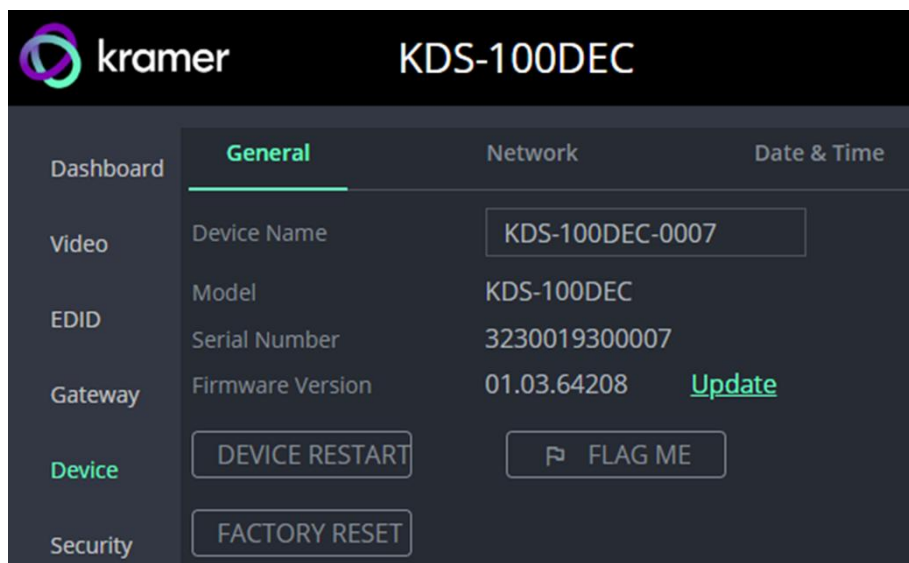 kramer KDS-100DEC
Dashboard
Video
EDID
Gateway
Device
Security
General Network Date & Time
Device Name KDS-100DEC-0007
Model KDS-100DEC
Serial Number 3230019300007
Firmware Version 01.03.64208 Update
DEVICE RESTART FLAG ME
FACTORY RESET